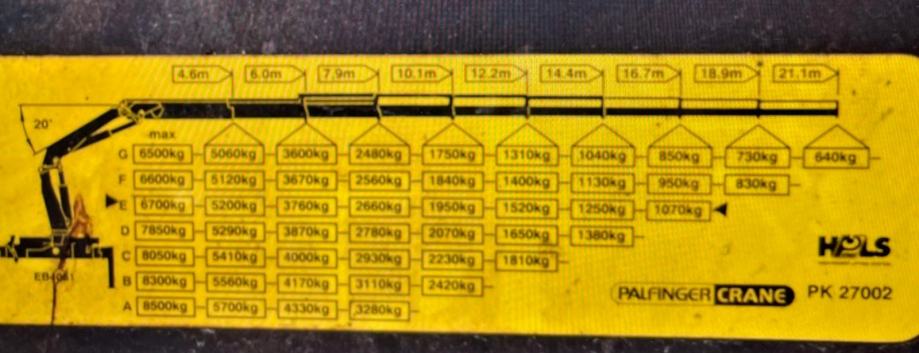 4.6m 6.0m 7.9m 10.1m 12.2m 14.4m 16.7m 18.9m 21.1m
20°
max
G 6500kg 5060kg 3600kg 2480kg 1750kg 1310kg 1040kg 850kg 730kg 640kg
F 6600kg 5120kg 3670kg 2560kg 1840kg 1400kg 1130kg 950kg 830kg
E 6700kg 5200kg 3760kg 2660kg 1950kg 1520kg 1250kg 1070kg
D 7850kg 5290kg 3870kg 2780kg 2070kg 1650kg 1380kg
C 8050kg 5410kg 4000kg 2930kg 2230kg 1810kg
B 8300kg 5560kg 4170kg 3110kg 2420kg
A 8500kg 5700kg 4330kg 3280kg
HPLS
PALFINGER CRANE PK 27002